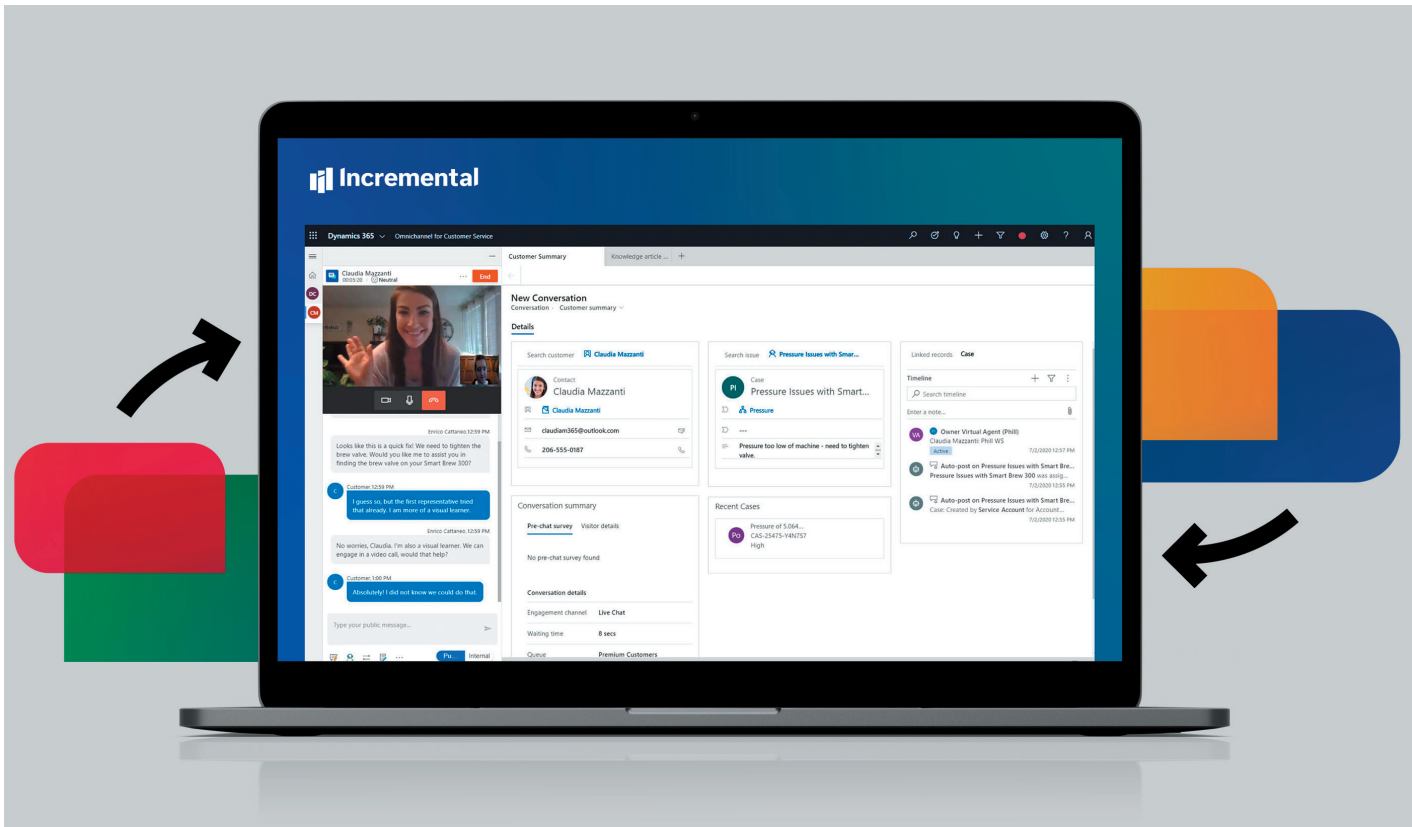 Incremental
Dynamics 365
Omnichannel for Customer Service
?
Claudia Mazzanti
00:05:20
Neutral
...
End
DC
CM
Enrico Cattaneo, 12:59 PM
Looks like this is a quick fix! We need to tighten the
brew valve. Would you like me to assist you in
finding the brew valve on your Smart Brew 300?
C
Customer, 12:59 PM
I guess so, but the first representative tried
that already. I am more of a visual learner.
Enrico Cattaneo, 12:59 PM
No worries, Claudia. I'm also a visual learner. We can
engage in a video call, would that help?
C
Customer, 1:00 PM
Absolutely! I did not know we could do that.
Type your public message...
...
Pu...
Internal
Customer Summary
Knowledge article ...
New Conversation
Conversation · Customer summary
Details
Search customer
Claudia Mazzanti
Contact
Claudia Mazzanti
Claudia Mazzanti
claudiam365@outlook.com
206-555-0187
Conversation summary
Pre-chat survey
Visitor details
No pre-chat survey found
Conversation details
Engagement channel
Live Chat
Waiting time
8 secs
Queue
Premium Customers
Search issue
Pressure Issues with Smar...
PI
Case
Pressure Issues with Smart...
Pressure
---
Pressure too low of machine - need to tighten
valve.
Recent Cases
Po
Pressure of 5.064...
CAS-25475-Y4N7S7
High
Linked records
Case
Timeline
Search timeline
Enter a note...
VA
Owner Virtual Agent (Phill)
Claudia Mazzanti: Phill WS
Active
7/2/2020 12:57 PM
Auto-post on Pressure Issues with Smart Bre...
Pressure Issues with Smart Brew 300 was assig...
7/2/2020 12:55 PM
Auto-post on Pressure Issues with Smart Bre...
Case: Created by Service Account for Account...
7/2/2020 12:55 PM